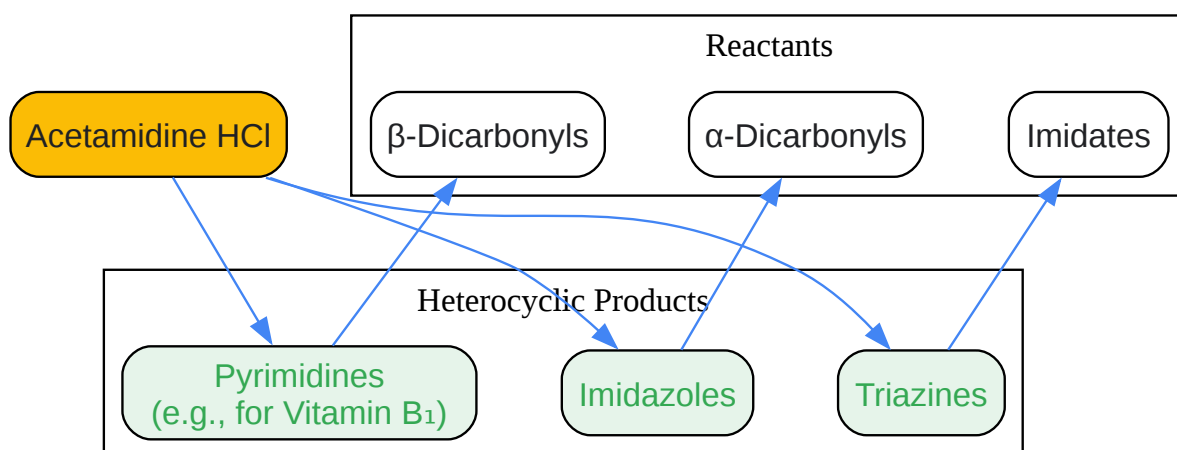 Reactants
Acetamidine HCl
β-Dicarbonyls
α-Dicarbonyls
Imidates
Heterocyclic Products
Pyrimidines
(e.g., for Vitamin B₁)
Imidazoles
Triazines